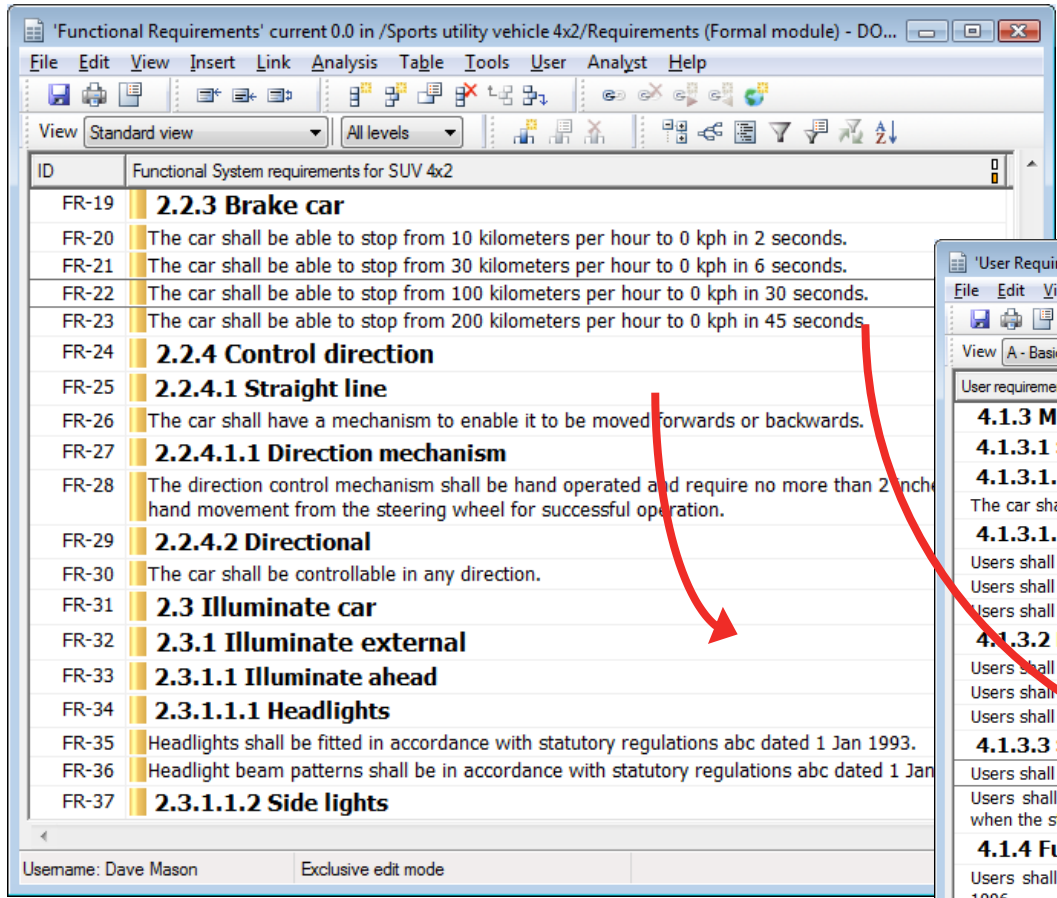 'Functional Requirements' current 0.0 in /Sports utility vehicle 4x2/Requirements (Formal module) - DO...
File Edit View Insert Link Analysis Table Tools User Analyst Help
View Standard view All levels
ID Functional System requirements for SUV 4x2
FR-19 2.2.3 Brake car
FR-20 The car shall be able to stop from 10 kilometers per hour to 0 kph in 2 seconds.
FR-21 The car shall be able to stop from 30 kilometers per hour to 0 kph in 6 seconds.
FR-22 The car shall be able to stop from 100 kilometers per hour to 0 kph in 30 seconds.
FR-23 The car shall be able to stop from 200 kilometers per hour to 0 kph in 45 seconds
FR-24 2.2.4 Control direction
FR-25 2.2.4.1 Straight line
FR-26 The car shall have a mechanism to enable it to be moved forwards or backwards.
FR-27 2.2.4.1.1 Direction mechanism
FR-28 The direction control mechanism shall be hand operated and require no more than 2 inche
hand movement from the steering wheel for successful operation.
FR-29 2.2.4.2 Directional
FR-30 The car shall be controllable in any direction.
FR-31 2.3 Illuminate car
FR-32 2.3.1 Illuminate external
FR-33 2.3.1.1 Illuminate ahead
FR-34 2.3.1.1.1 Headlights
FR-35 Headlights shall be fitted in accordance with statutory regulations abc dated 1 Jan 1993.
FR-36 Headlight beam patterns shall be in accordance with statutory regulations abc dated 1 Jan
FR-37 2.3.1.1.2 Side lights
Username: Dave Mason Exclusive edit mode
'User Requi
File Edit Vi
View A - Basi
User requireme
4.1.3 M
4.1.3.1
4.1.3.1.
The car sha
4.1.3.1.
Users shall
Users shall
Users shall
4.1.3.2
Users shall
Users shall
Users shall
4.1.3.3
Users shall
Users shall
when the s
4.1.4 Fu
Users shall